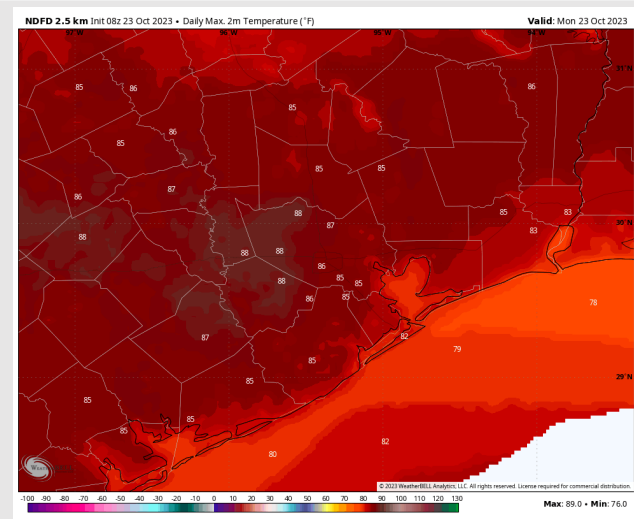 NDFD 2.5 km Init 08z 23 Oct 2023 • Daily Max. 2m Temperature (°F)
Valid: Mon 23 Oct 2023
97°W 96°W 95°W 94°W
31°N
85 86 86
85
86
85
85 85
87
86
88 85 83
87 30°N
83
88
88 88
86
85
88 85
86 85
78
82
87
79
85
29°N
85
85
85
85
82
80
© 2023 WeatherBELL Analytics, LLC. All rights reserved. License required for commercial distribution.
-100 -90 -80 -70 -60 -50 -40 -30 -20 -10 0 10 20 30 40 50 60 70 80 90 100 110 120 130
Max: 89.0 • Min: 76.0